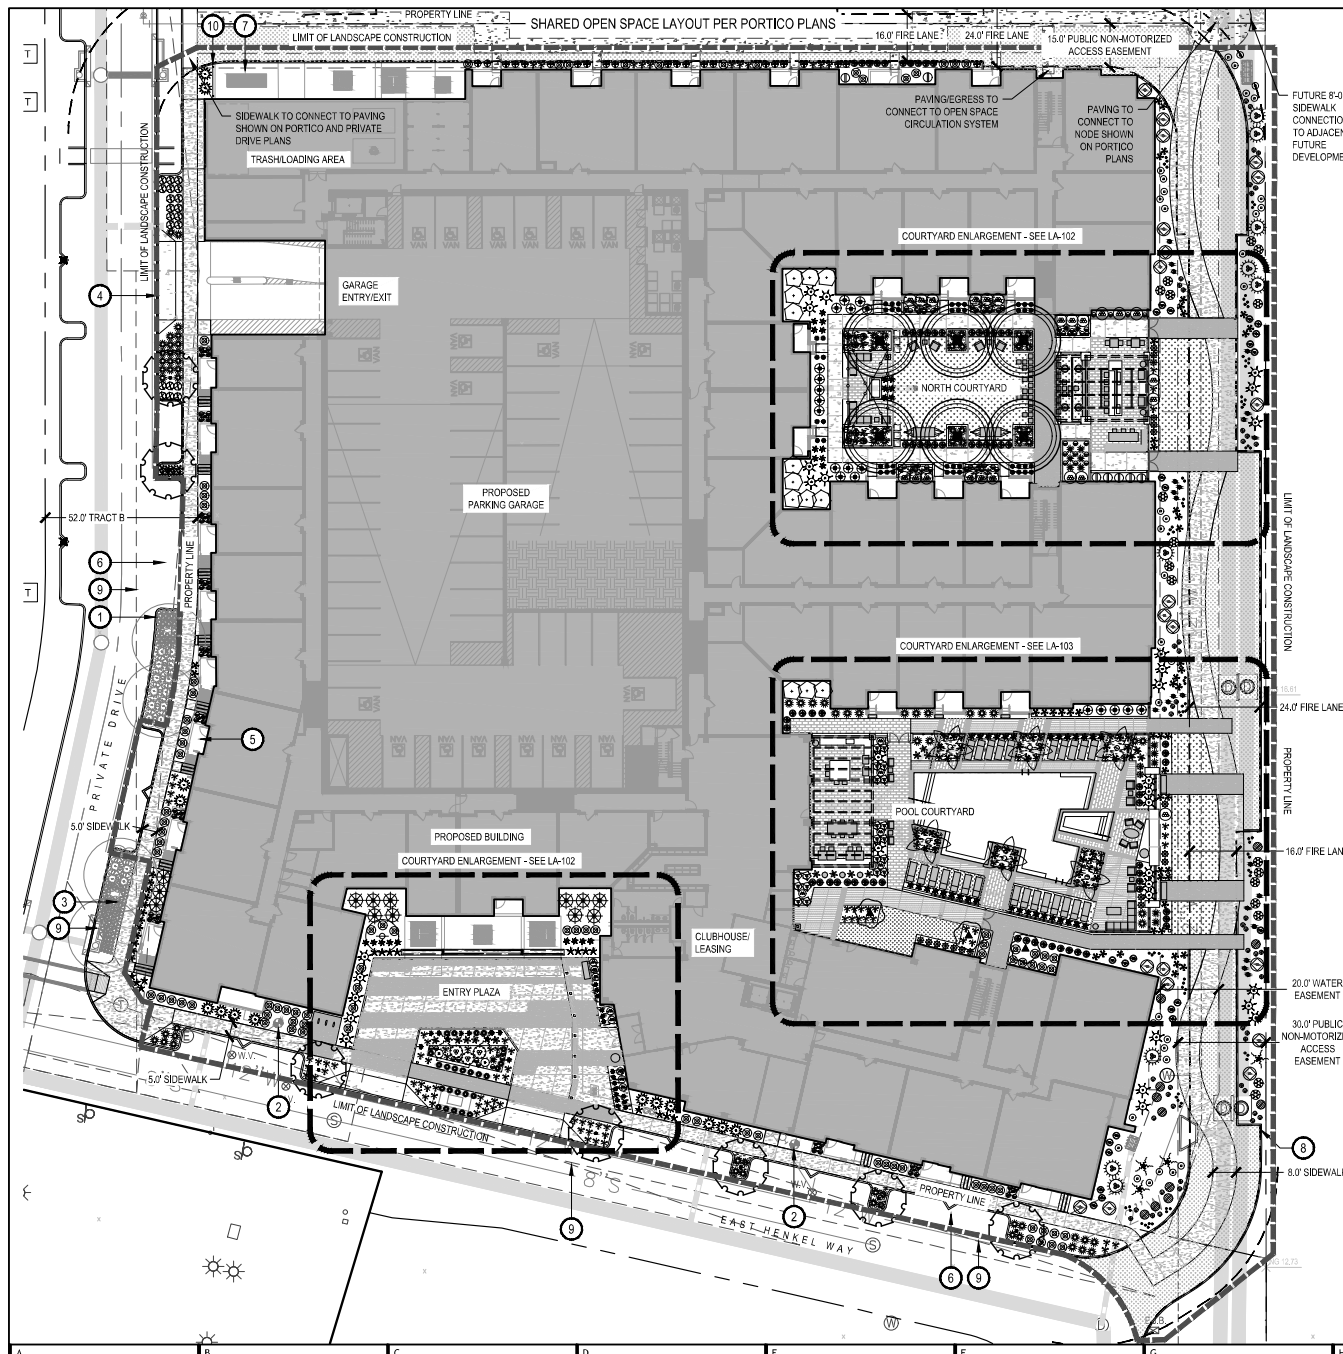 PROPERTY LINE
SHARED OPEN SPACE LAYOUT PER PORTICO PLANS
10
7
LIMIT OF LANDSCAPE CONSTRUCTION
16.0' FIRE LANE
24.0' FIRE LANE
15.0' PUBLIC NON-MOTORIZED
ACCESS EASEMENT
T
T
SIDEWALK TO CONNECT TO PAVING
SHOWN ON PORTICO AND PRIVATE
DRIVE PLANS
TRASH/LOADING AREA
PAVING/EGRESS TO
CONNECT TO OPEN SPACE
CIRCULATION SYSTEM
PAVING TO
CONNECT TO
NODE SHOWN
ON PORTICO
PLANS
FUTURE 8'-0
SIDEWALK
CONNECTIO
TO ADJACEN
FUTURE
DEVELOPME
LIMIT OF LANDSCAPE CONSTRUCTION
VAN
VAN
COURTYARD ENLARGEMENT - SEE LA-102
4
GARAGE
ENTRY/EXIT
VAN
VAN
VAN
VAN
NORTH COURTYARD
PROPOSED
PARKING GARAGE
52.0' TRACT B
6
9
1
T
PROPERTY LINE
LIMIT OF LANDSCAPE CONSTRUCTION
COURTYARD ENLARGEMENT - SEE LA-103
16.61
24.0' FIRE LANE
PRIVATE DRIVE
5
VAN
VAN
PROPERTY LINE
POOL COURTYARD
5.0' SIDEWALK
PROPOSED BUILDING
COURTYARD ENLARGEMENT - SEE LA-102
16.0' FIRE LAN
3
9
CLUBHOUSE/
LEASING
ENTRY PLAZA
20.0' WATER
EASEMENT
30.0' PUBLIC
NON-MOTORIZE
ACCESS
EASEMENT
W.V.
5.0' SIDEWALK
2
LIMIT OF LANDSCAPE CONSTRUCTION
S
W
8
8.0' SIDEWALK
sp
sp
9
2
W.V.
PROPERTY LINE
EAST HENKEL WAY
S
6
9
W
D
A
B
C
D
E
F
G
H